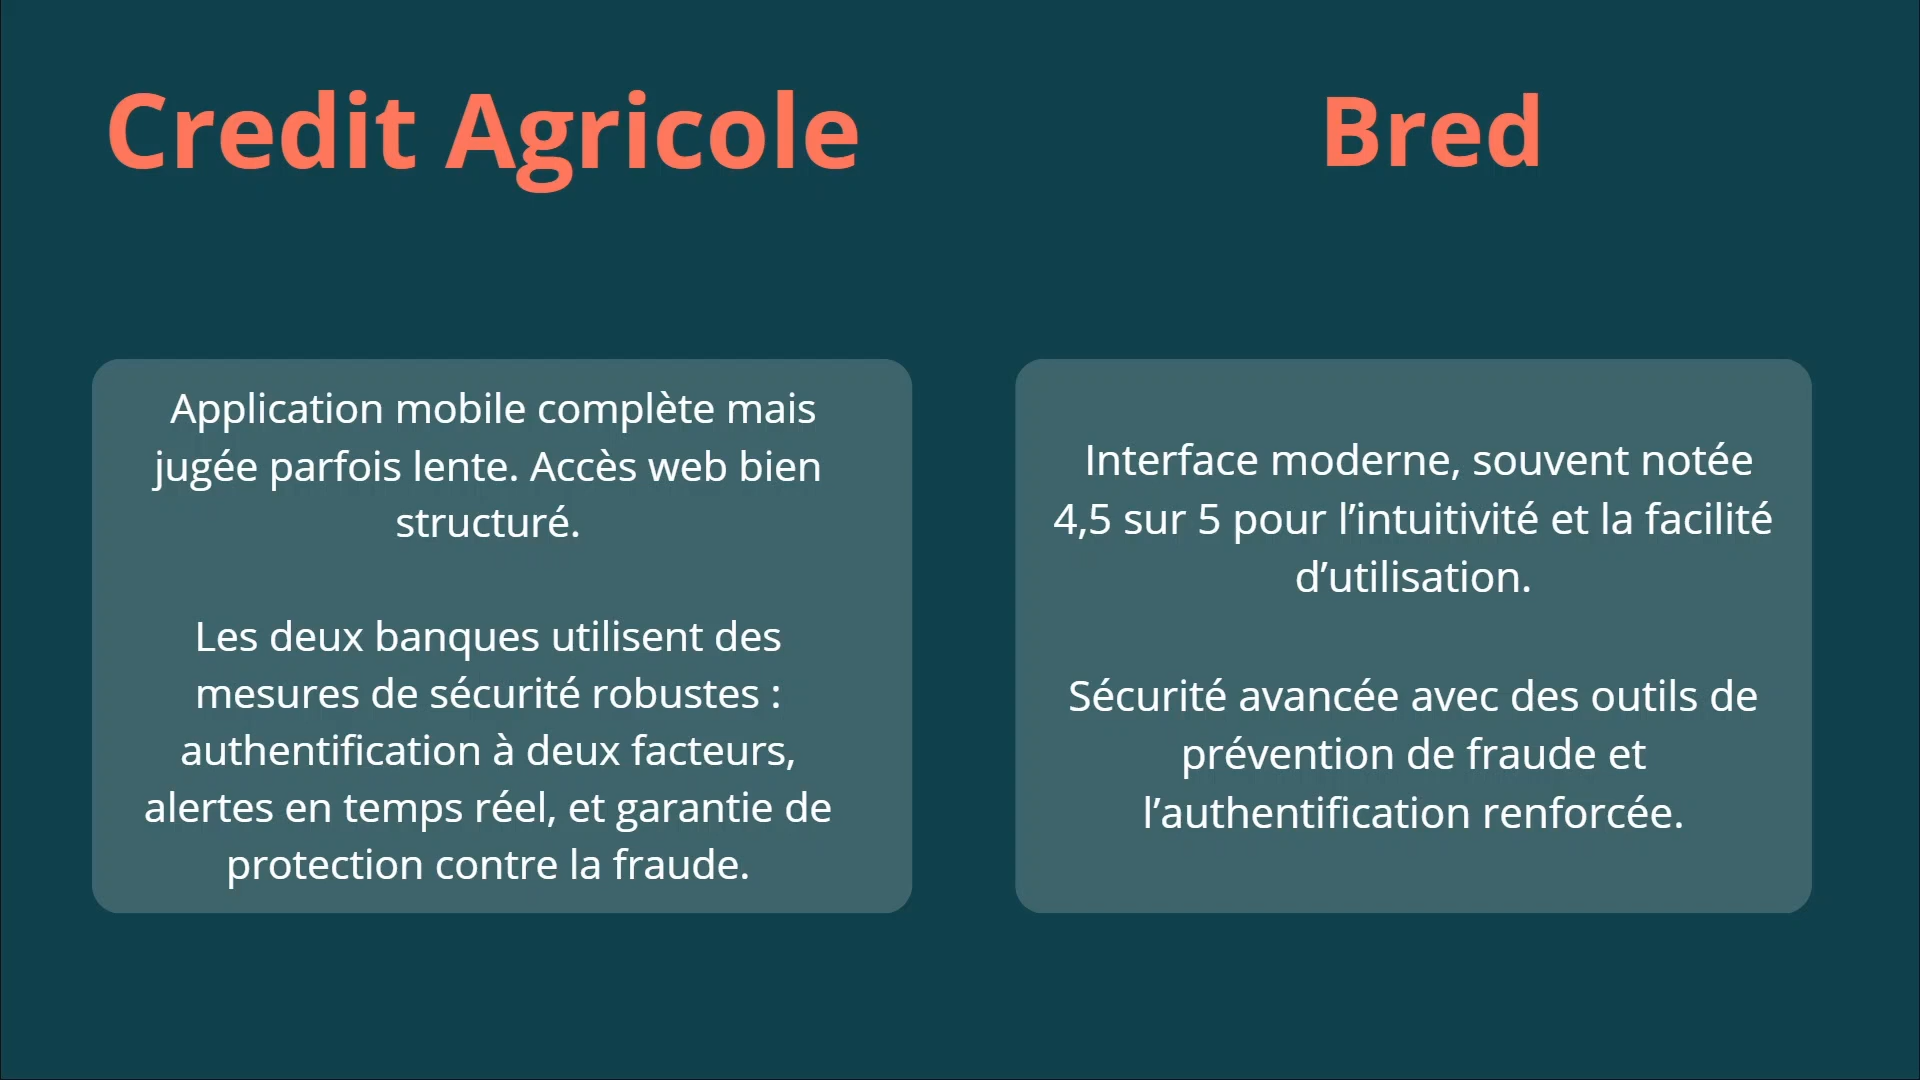 Credit Agricole
Bred
Application mobile complète mais
jugée parfois lente. Accès web bien
structuré.
Les deux banques utilisent des
mesures de sécurité robustes :
authentification à deux facteurs,
alertes en temps réel, et garantie de
protection contre la fraude.
Interface moderne, souvent notée
4,5 sur 5 pour l’intuitivité et la facilité
d’utilisation.
Sécurité avancée avec des outils de
prévention de fraude et
l’authentification renforcée.